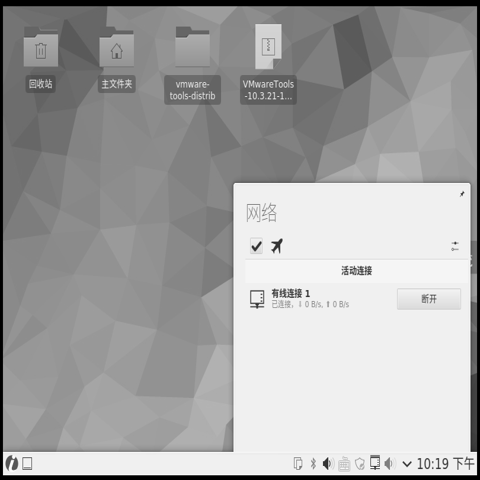 回收站
主文件夹
vmware-
tools-distrib
VMwareTools
-10.3.21-1...
网络
活动连接
有线连接 1
已连接, ⬇ 0 B/s, ⬆ 0 B/s
断开
10:19 下午